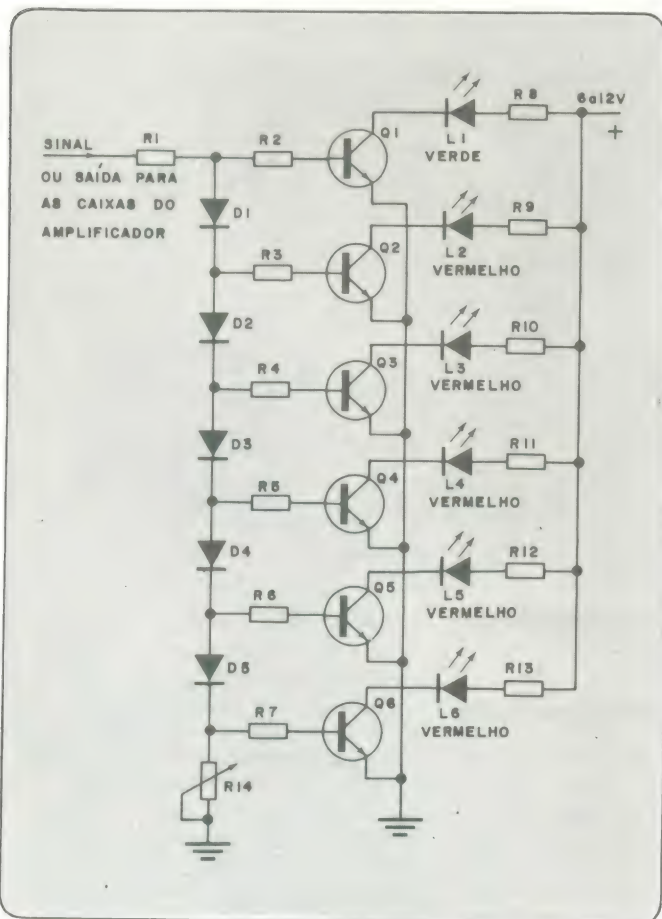 R8
6a12V
+
Q1
SINAL
R1
R2
L1
VERDE
OU SAÍDA PARA
AS CAIXAS DO
AMPLIFICADOR
D1
R9
Q2
R3
L2
VERMELHO
D2
R10
Q3
R4
L3
VERMELHO
D3
R11
Q4
R5
L4
VERMELHO
D4
R12
Q5
R6
L5
VERMELHO
D5
R13
Q6
R7
L6
VERMELHO
R14